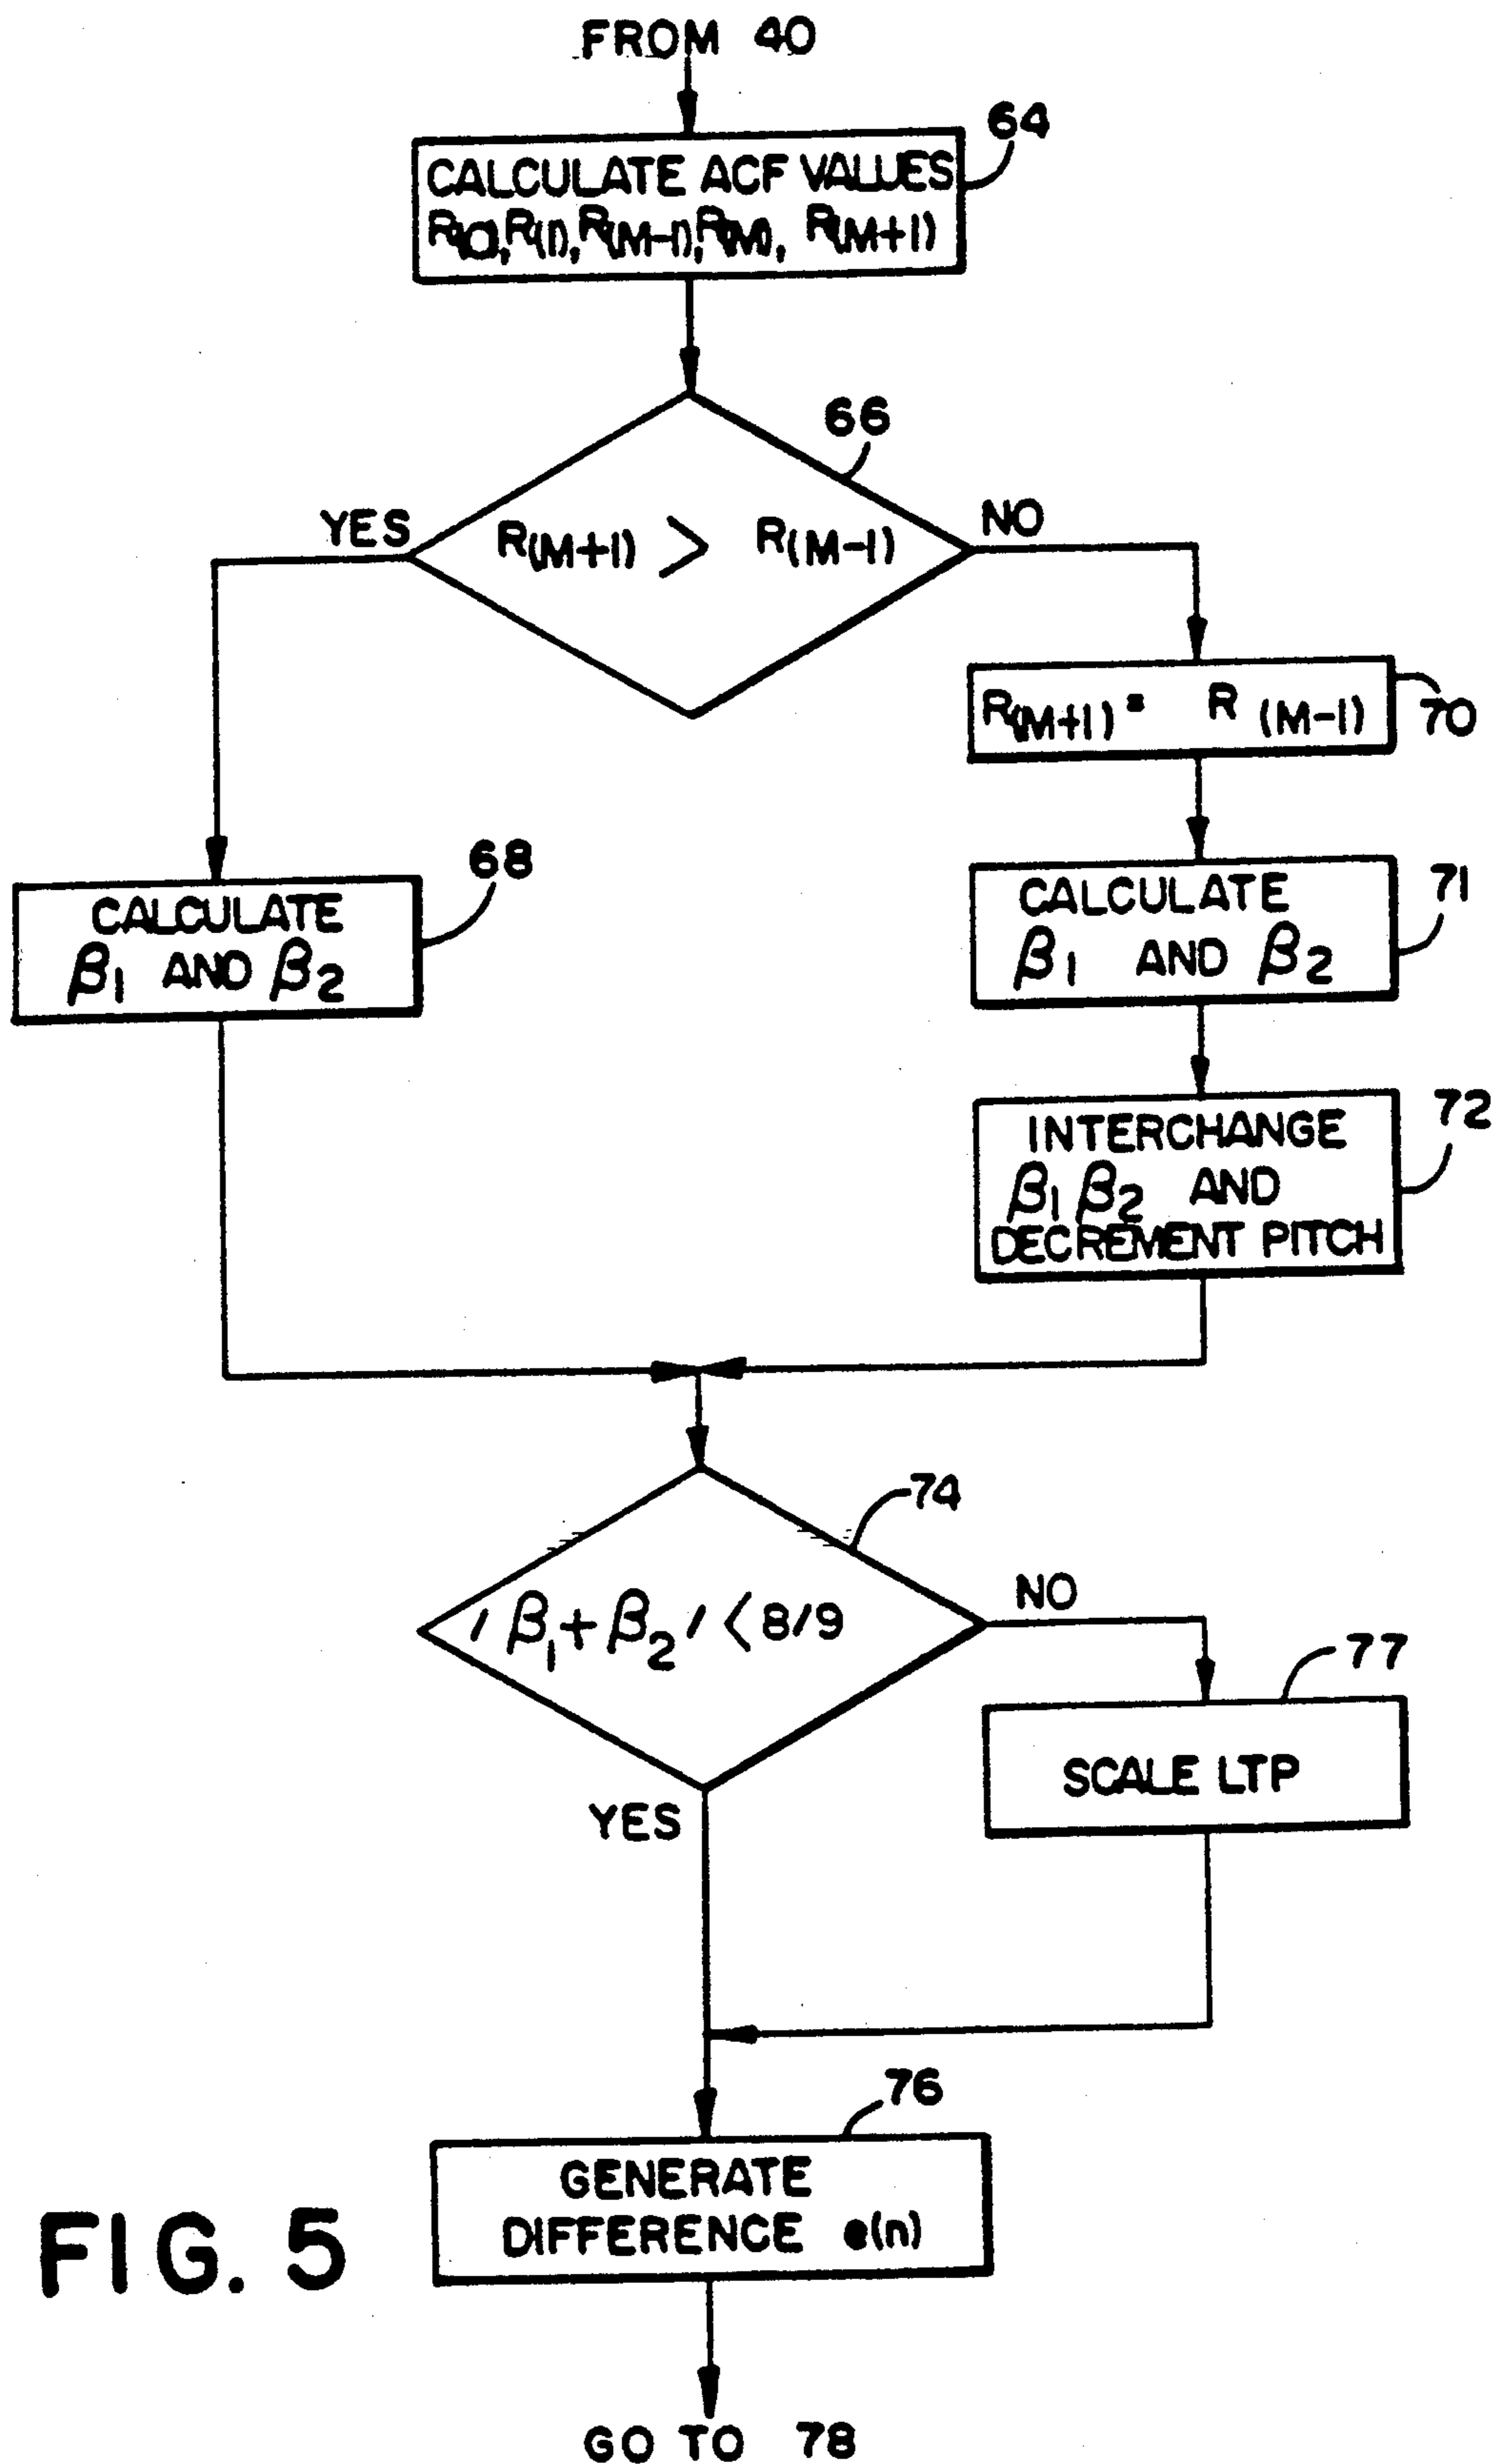 FROM 40
64
CALCULATE ACF VALUES
R(0), R(1), R(M-1), R(M), R(M+1)
66
YES
R(M+1) > R(M-1)
NO
R(M+1) = R(M-1)
70
68
CALCULATE
β1 AND β2
71
CALCULATE
β1 AND β2
72
INTERCHANGE
β1 β2 AND
DECREMENT PITCH
74
/ β1 + β2 / < 8/9
NO
77
SCALE LTP
YES
76
GENERATE
DIFFERENCE e(n)
FIG. 5
GO TO 78